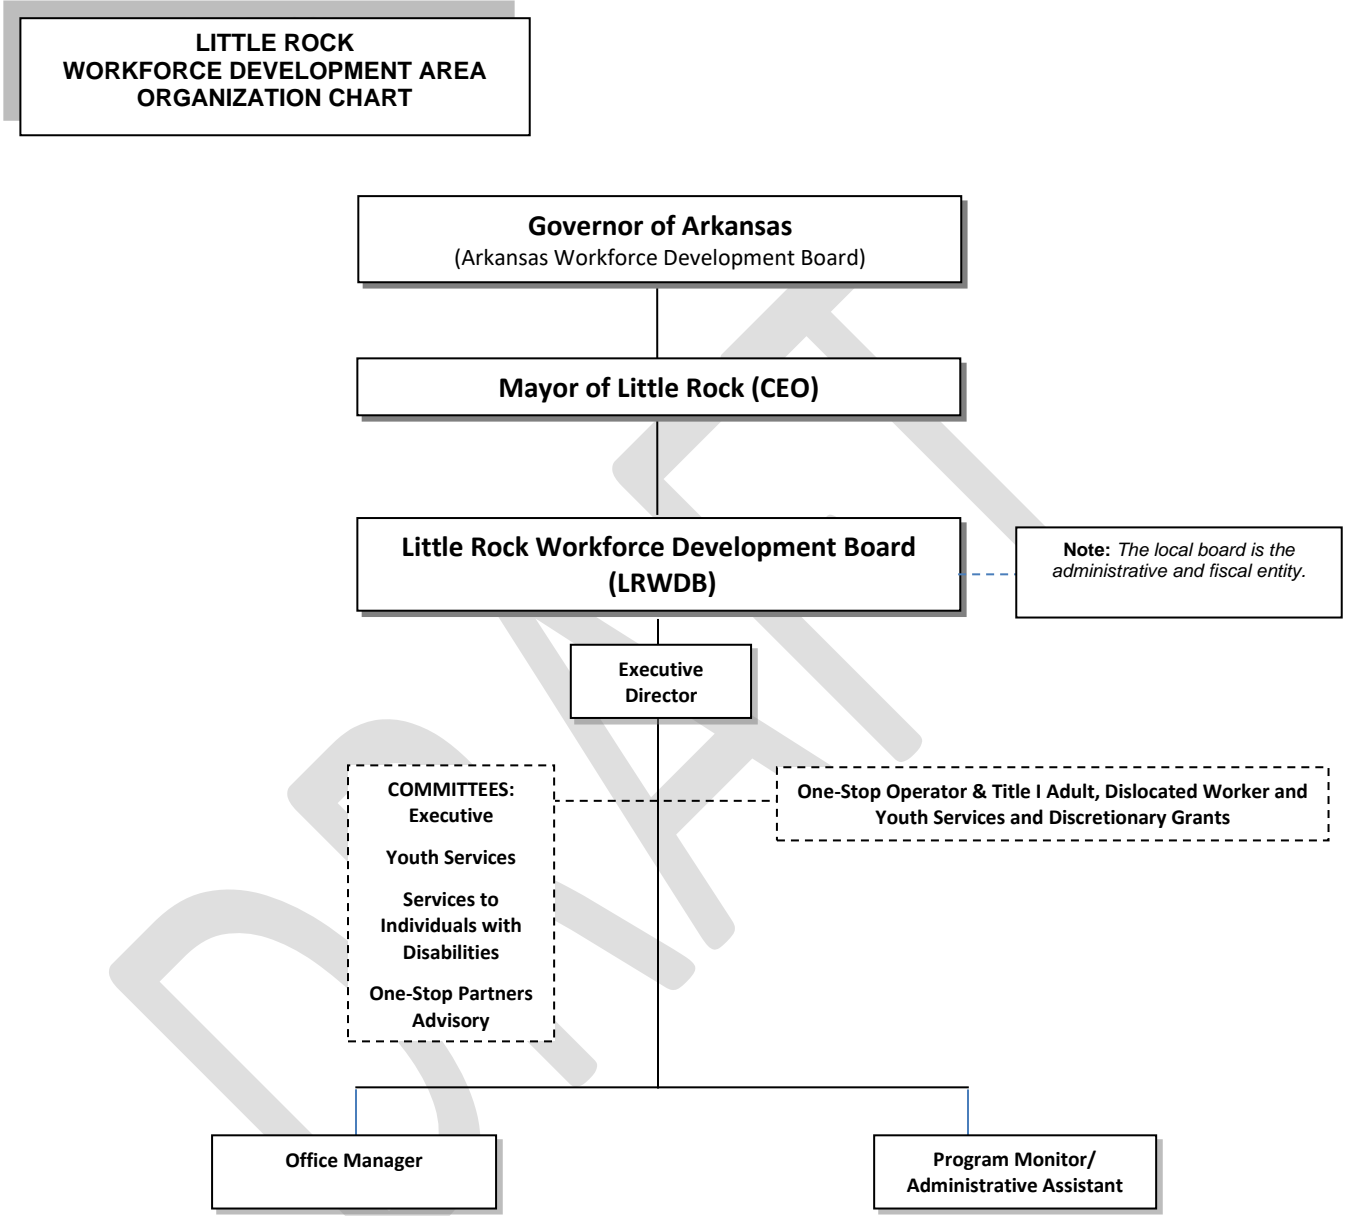 LITTLE ROCK
WORKFORCE DEVELOPMENT AREA
ORGANIZATION CHART
Governor of Arkansas
(Arkansas Workforce Development Board)
Mayor of Little Rock (CEO)
Little Rock Workforce Development Board
(LRWDB)
Note: The local board is the
administrative and fiscal entity.
Executive
Director
COMMITTEES:
Executive
Youth Services
Services to
Individuals with
Disabilities
One-Stop Partners
Advisory
One-Stop Operator & Title I Adult, Dislocated Worker and
Youth Services and Discretionary Grants
Office Manager
Program Monitor/
Administrative Assistant
DRAFT